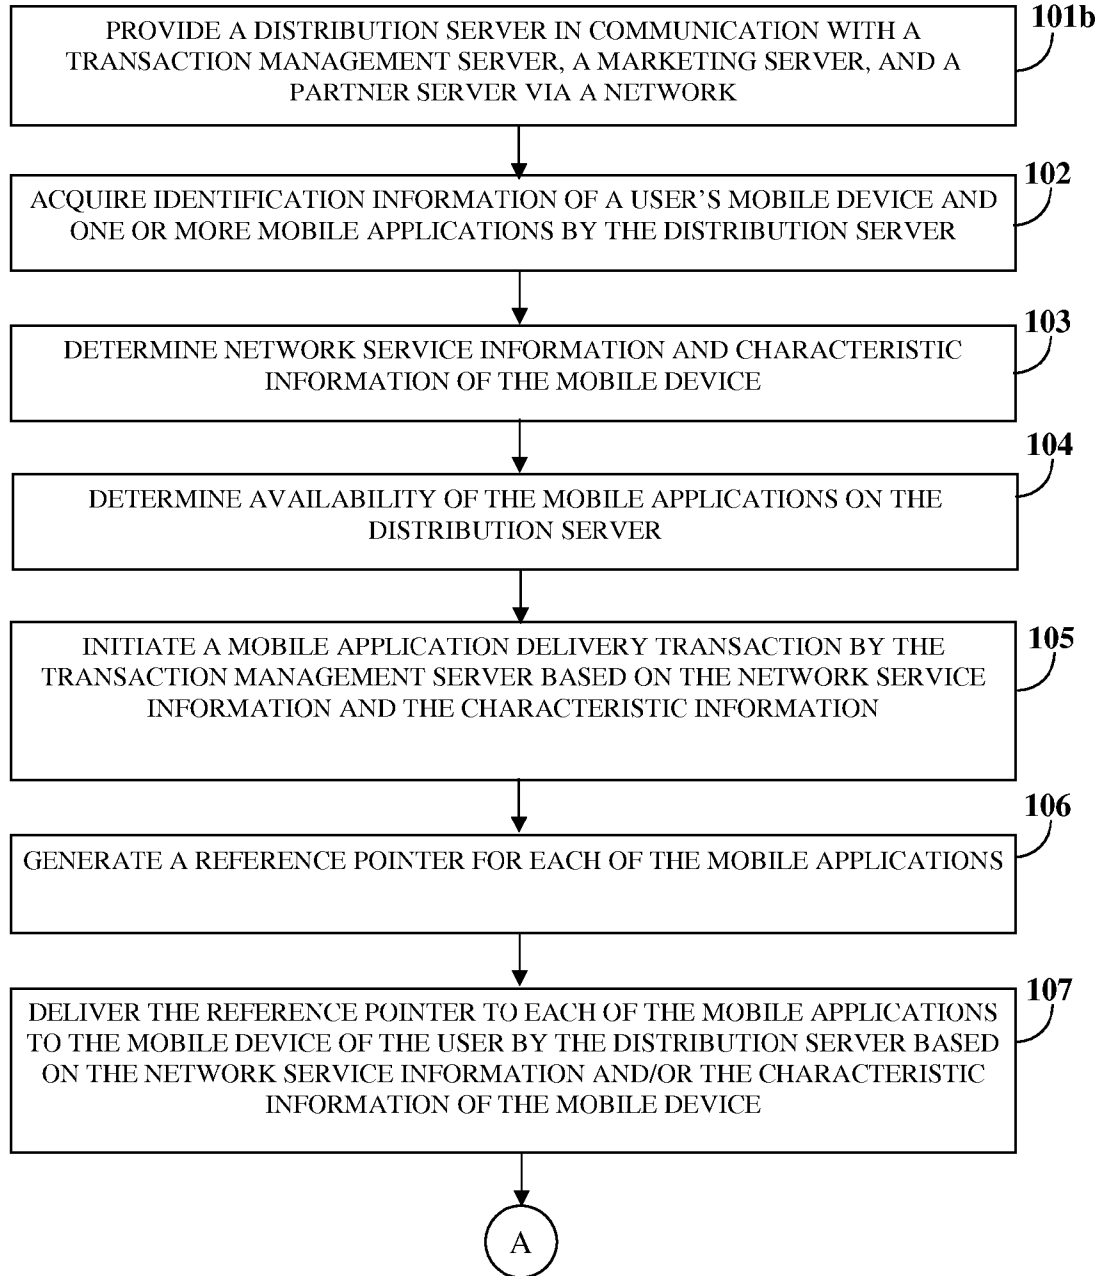 PROVIDE A DISTRIBUTION SERVER IN COMMUNICATION WITH A
TRANSACTION MANAGEMENT SERVER, A MARKETING SERVER, AND A
PARTNER SERVER VIA A NETWORK
101b
ACQUIRE IDENTIFICATION INFORMATION OF A USER’S MOBILE DEVICE AND
ONE OR MORE MOBILE APPLICATIONS BY THE DISTRIBUTION SERVER
102
DETERMINE NETWORK SERVICE INFORMATION AND CHARACTERISTIC
INFORMATION OF THE MOBILE DEVICE
103
DETERMINE AVAILABILITY OF THE MOBILE APPLICATIONS ON THE
DISTRIBUTION SERVER
104
INITIATE A MOBILE APPLICATION DELIVERY TRANSACTION BY THE
TRANSACTION MANAGEMENT SERVER BASED ON THE NETWORK SERVICE
INFORMATION AND THE CHARACTERISTIC INFORMATION
105
GENERATE A REFERENCE POINTER FOR EACH OF THE MOBILE APPLICATIONS
106
DELIVER THE REFERENCE POINTER TO EACH OF THE MOBILE APPLICATIONS
TO THE MOBILE DEVICE OF THE USER BY THE DISTRIBUTION SERVER BASED
ON THE NETWORK SERVICE INFORMATION AND/OR THE CHARACTERISTIC
INFORMATION OF THE MOBILE DEVICE
107
A